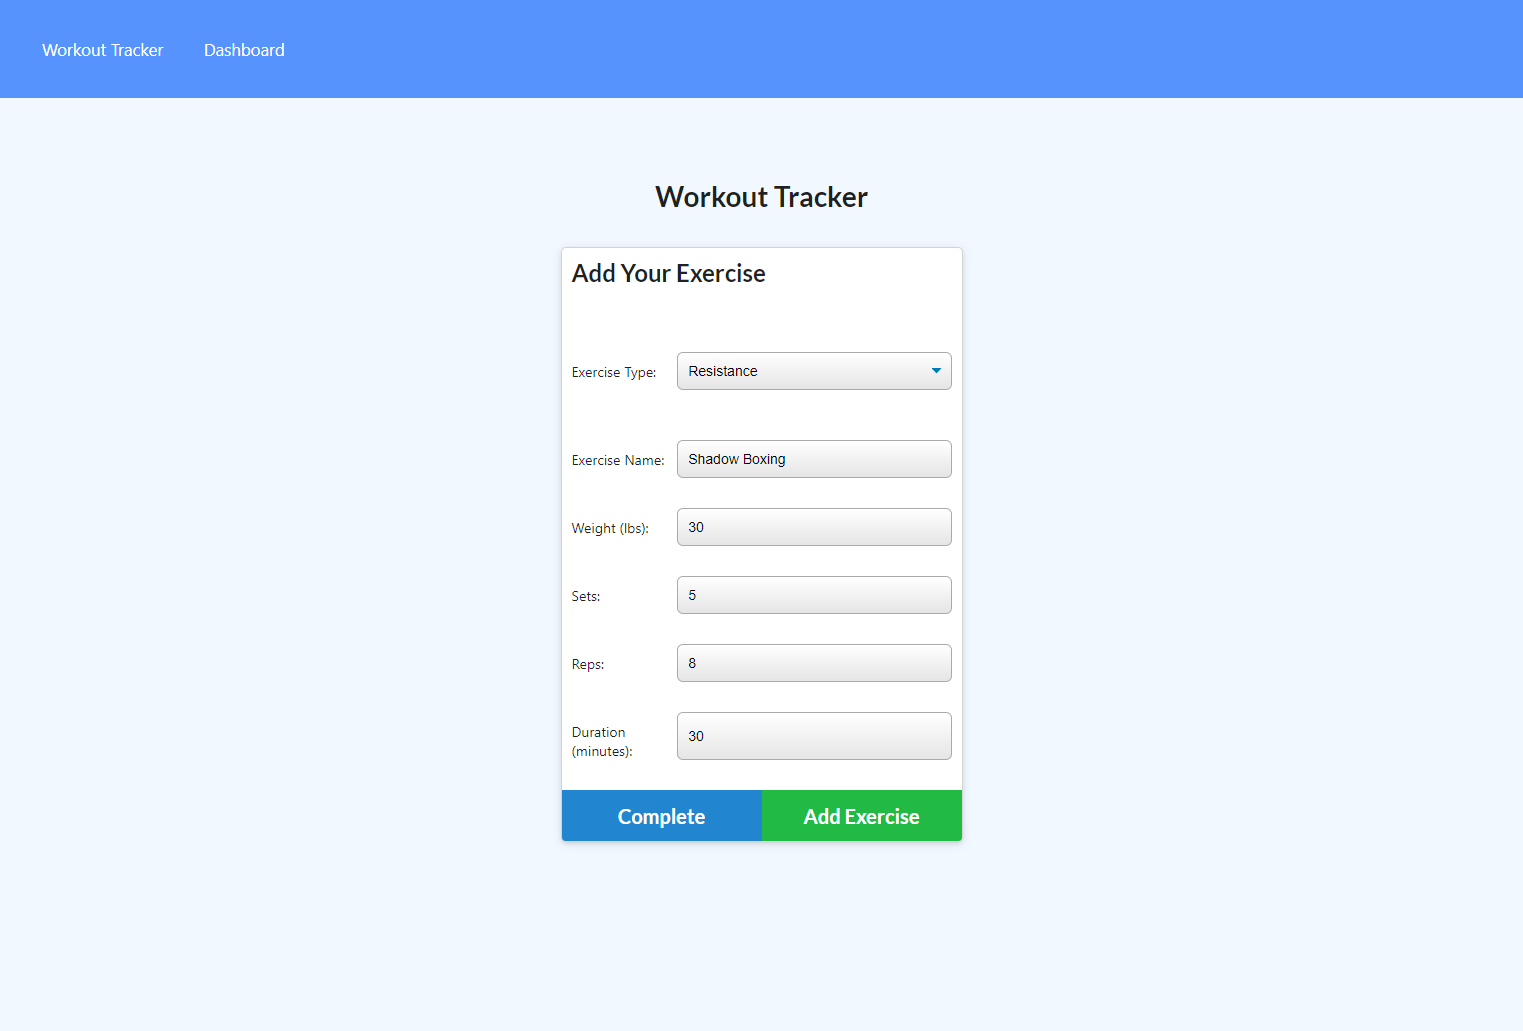 Workout Tracker Dashboard
Workout Tracker
Add Your Exercise
Exercise Type: Resistance
Exercise Name: Shadow Boxing
Weight (lbs): 30
Sets: 5
Reps: 8
Duration
(minutes): 30
Complete Add Exercise